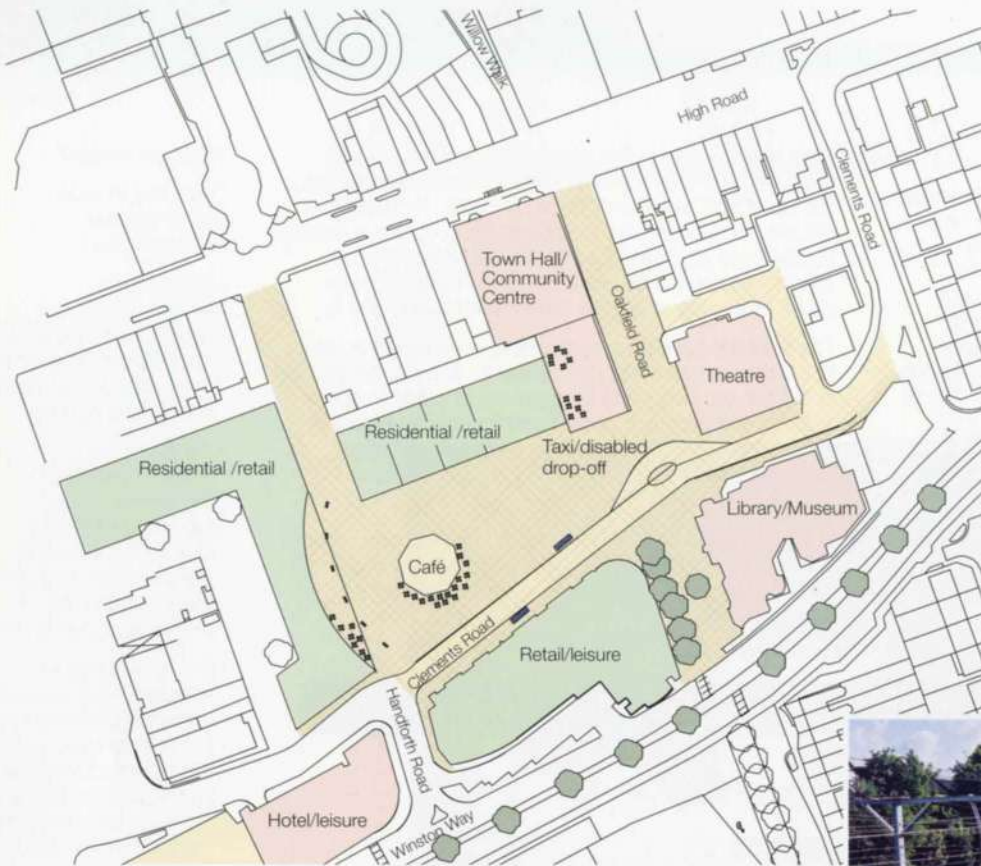 Willow Walk
High Road
Clements Road
Town Hall/
Community
Centre
Oakfield Road
Theatre
Residential /retail
Residential /retail
Taxi/disabled
drop-off
Library/Museum
Café
Clements Road
Retail/leisure
Handforth Road
Hotel/leisure
Winston Way